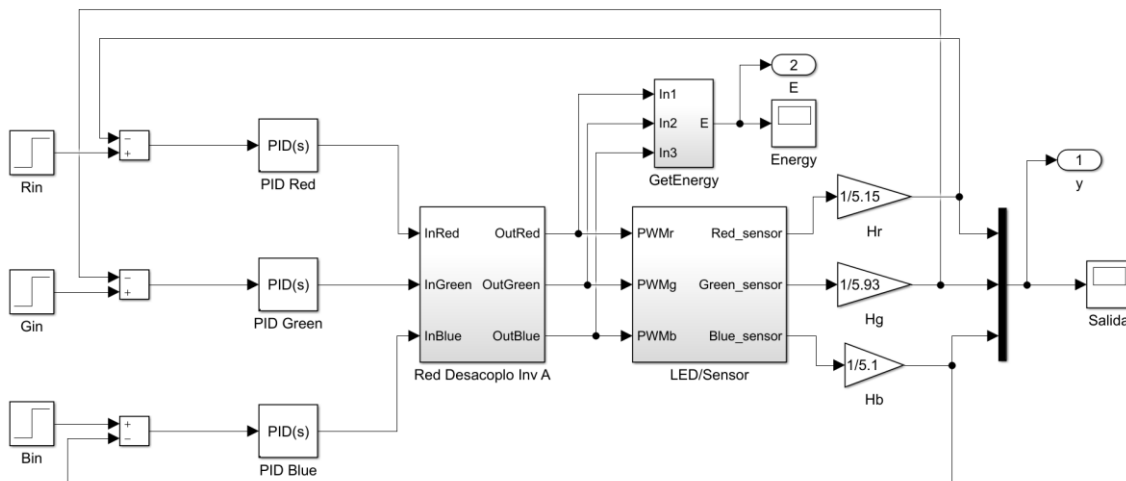 2
E
In1
In2
In3
E
GetEnergy
Energy
−
+
Rin
PID(s)
PID Red
1/5.15
Hr
1
y
InRed
InGreen
InBlue
OutRed
OutGreen
OutBlue
Red Desacoplo Inv A
PWMr
PWMg
PWMb
Red_sensor
Green_sensor
Blue_sensor
LED/Sensor
−
+
Gin
PID(s)
PID Green
1/5.93
Hg
Salida
1/5.1
Hb
+
−
Bin
PID(s)
PID Blue